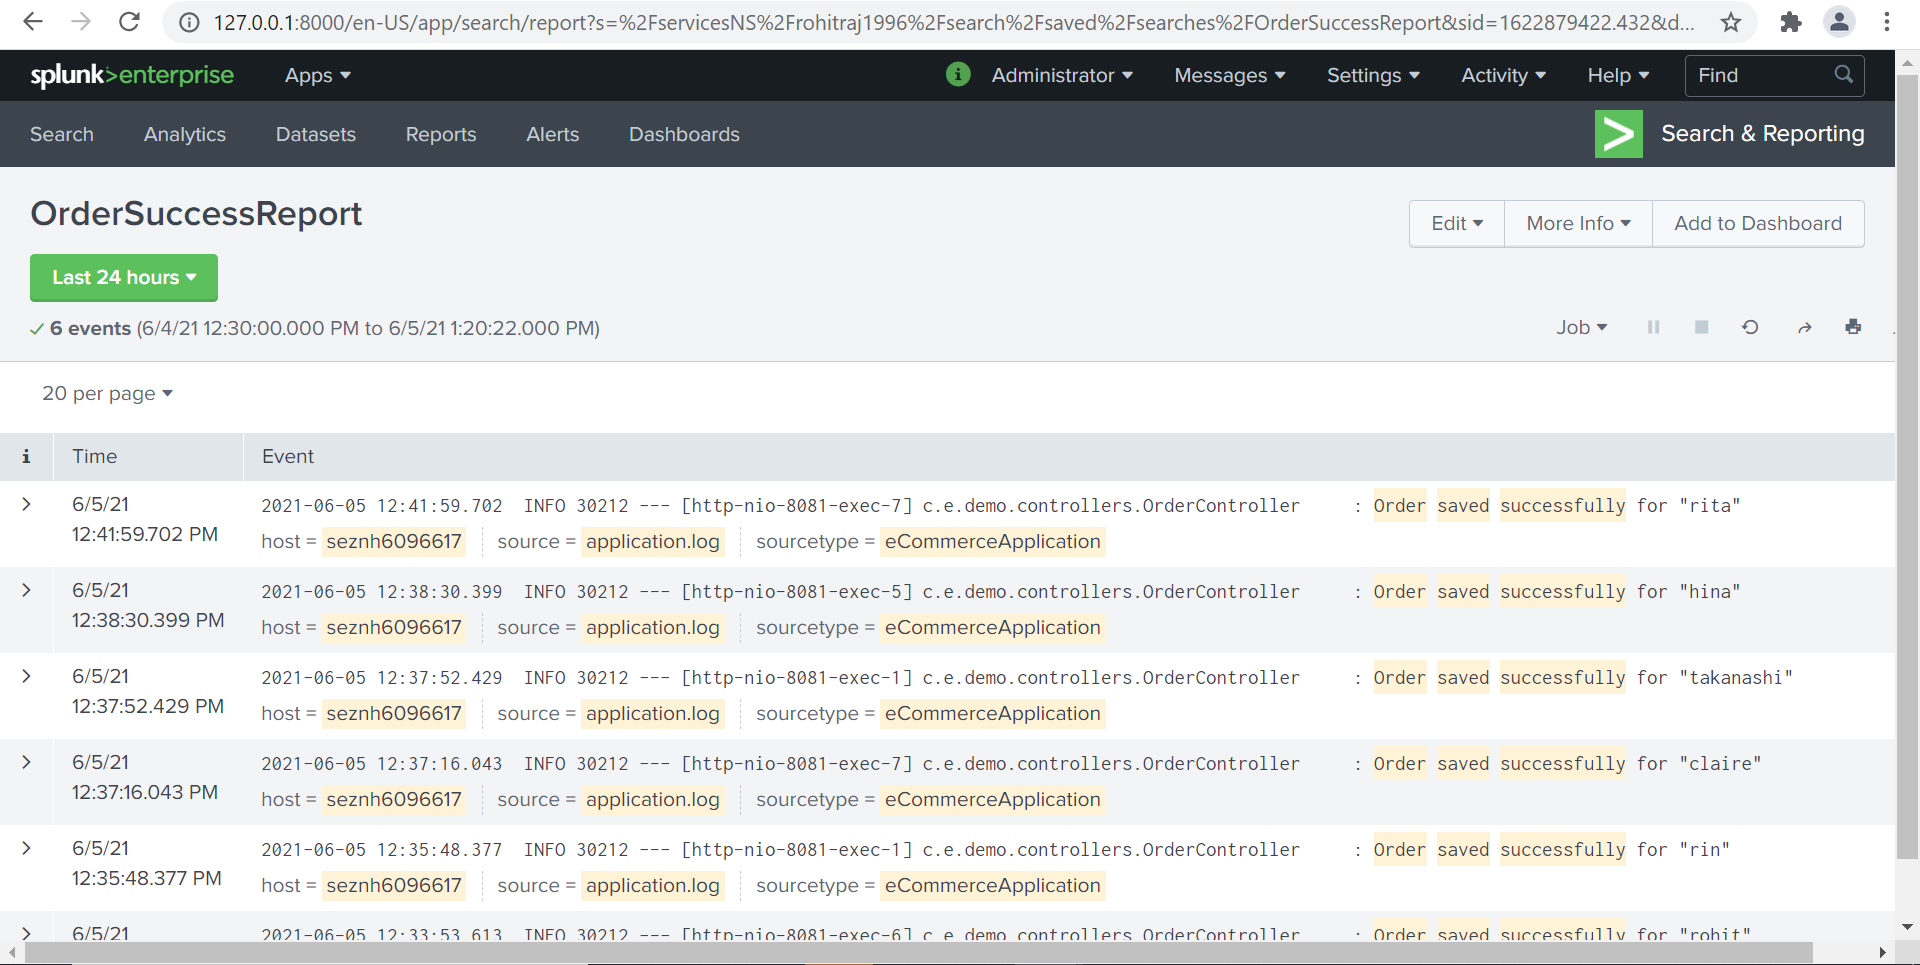 127.0.0.1:8000/en-US/app/search/report?s=%2FservicesNS%2Frohitraj1996%2Fsearch%2Fsaved%2Fsearches%2FOrderSuccessReport&sid=1622879422.432&d...
splunk>enterprise Apps Administrator Messages Settings Activity Help Find
Search Analytics Datasets Reports Alerts Dashboards Search & Reporting
OrderSuccessReport
Edit More Info Add to Dashboard
Last 24 hours
6 events (6/4/21 12:30:00.000 PM to 6/5/21 1:20:22.000 PM)
Job
20 per page
i Time Event
6/5/21 2021-06-05 12:41:59.702 INFO 30212 --- [http-nio-8081-exec-7] c.e.demo.controllers.OrderController : Order saved successfully for "rita"
12:41:59.702 PM host = seznh6096617 source = application.log sourcetype = eCommerceApplication
6/5/21 2021-06-05 12:38:30.399 INFO 30212 --- [http-nio-8081-exec-5] c.e.demo.controllers.OrderController : Order saved successfully for "hina"
12:38:30.399 PM host = seznh6096617 source = application.log sourcetype = eCommerceApplication
6/5/21 2021-06-05 12:37:52.429 INFO 30212 --- [http-nio-8081-exec-1] c.e.demo.controllers.OrderController : Order saved successfully for "takanashi"
12:37:52.429 PM host = seznh6096617 source = application.log sourcetype = eCommerceApplication
6/5/21 2021-06-05 12:37:16.043 INFO 30212 --- [http-nio-8081-exec-7] c.e.demo.controllers.OrderController : Order saved successfully for "claire"
12:37:16.043 PM host = seznh6096617 source = application.log sourcetype = eCommerceApplication
6/5/21 2021-06-05 12:35:48.377 INFO 30212 --- [http-nio-8081-exec-1] c.e.demo.controllers.OrderController : Order saved successfully for "rin"
12:35:48.377 PM host = seznh6096617 source = application.log sourcetype = eCommerceApplication
6/5/21 2021-06-05 12:33:53.613 INFO 30212 --- [http-nio-8081-exec-6] c.e.demo.controllers.OrderController : Order saved successfully for "rohit"